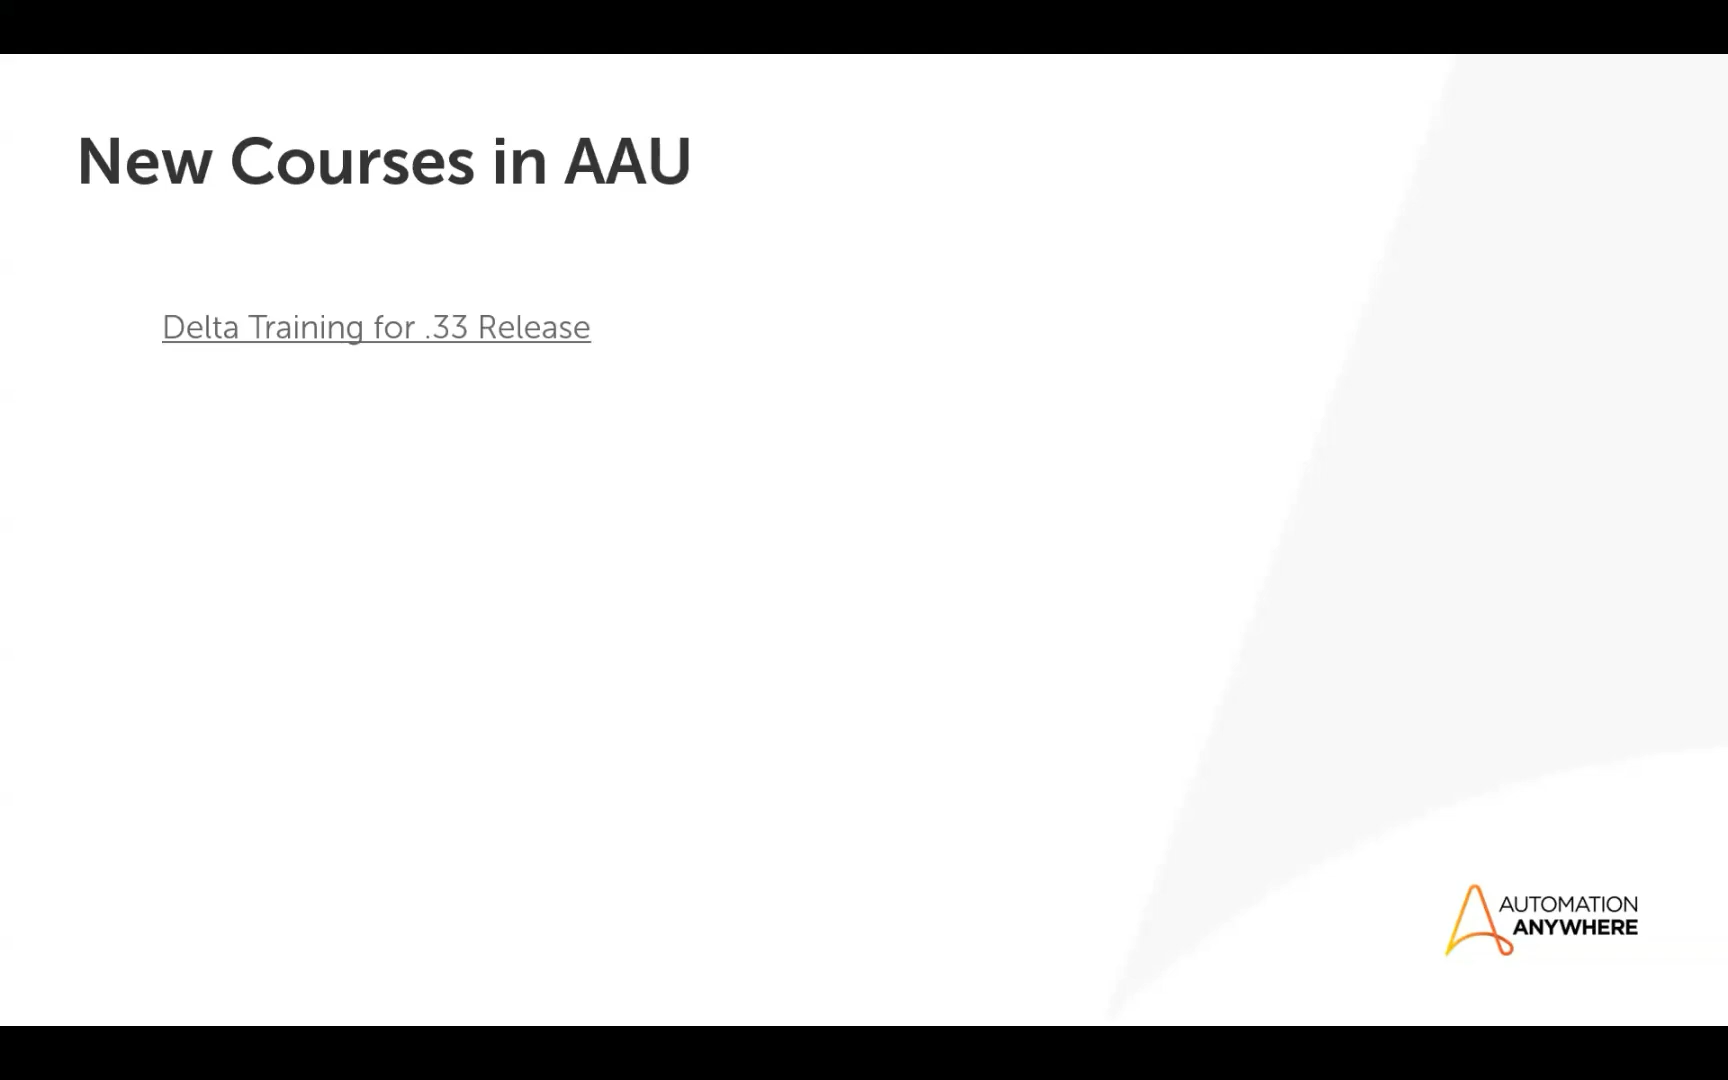 New Courses in AAU
Delta Training for .33 Release
AUTOMATION
ANYWHERE